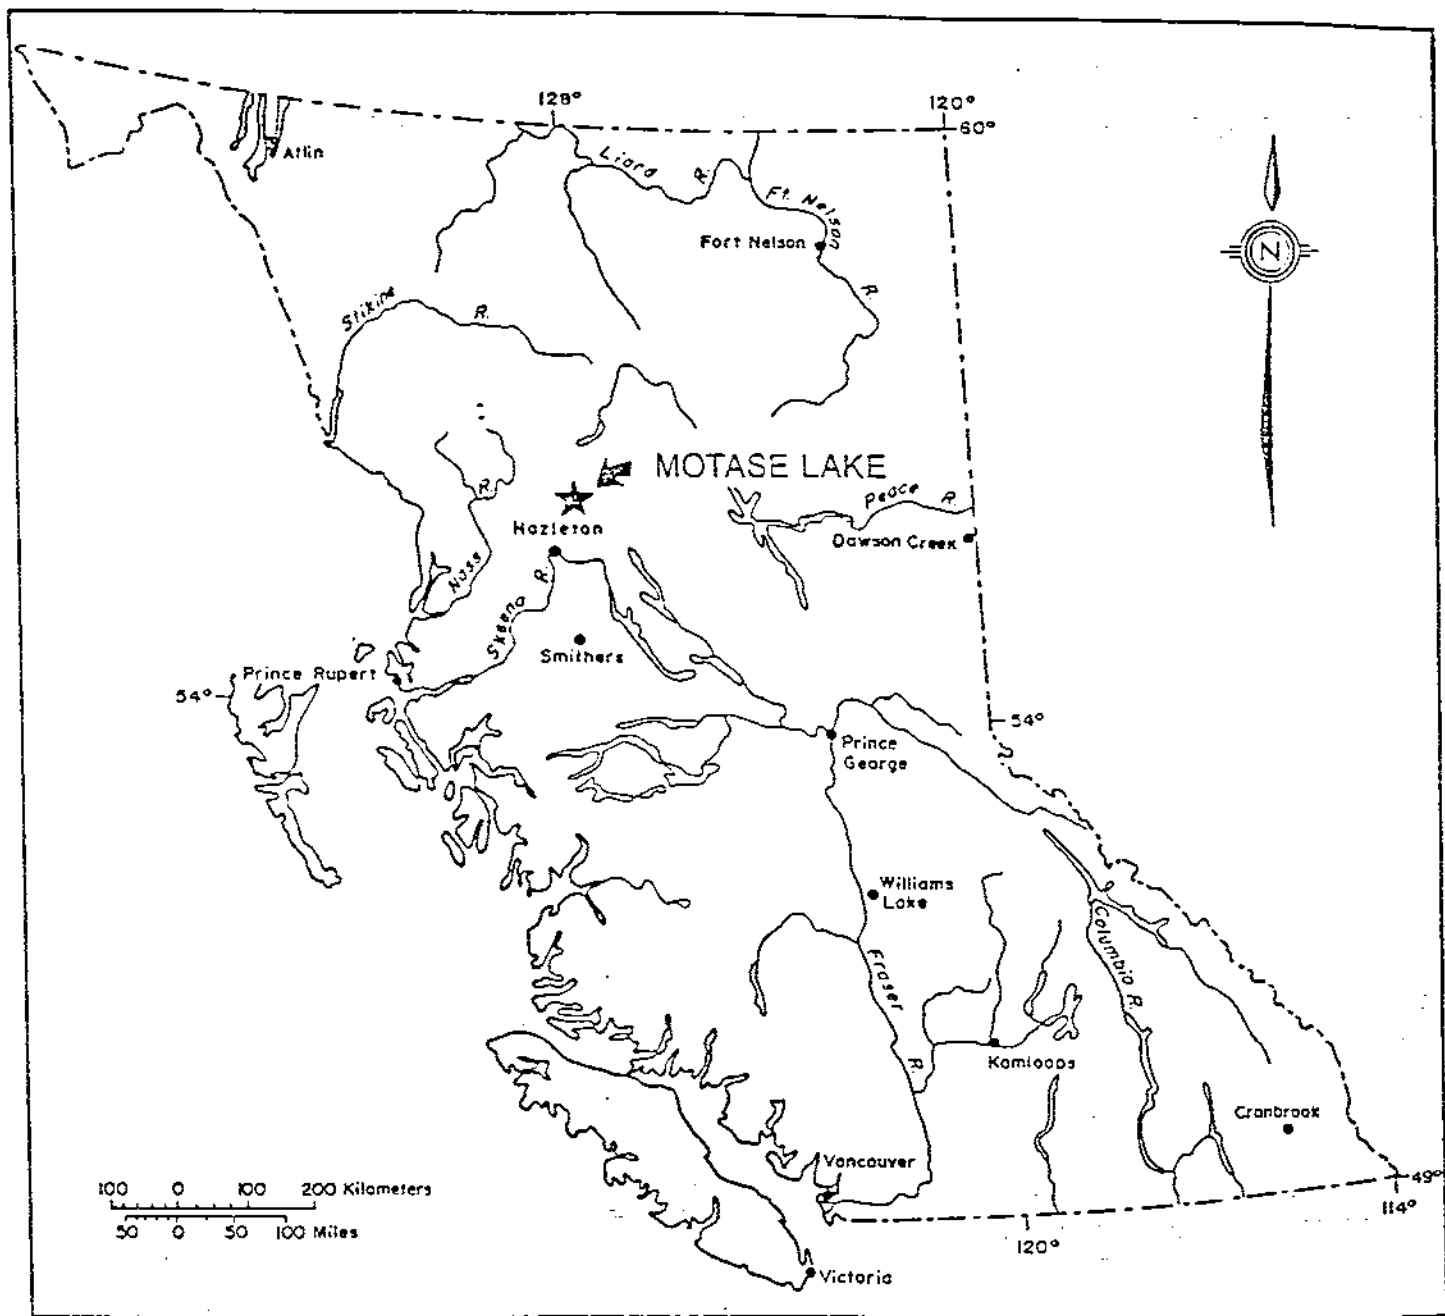 128°
120°
60°
Atlin
Liard
R.
Ft. Nelson
Fort Nelson
R.
Stikine
R.
MOTASE LAKE
R.
Peace
R.
Hazleton
Dawson Creek
Nass
R.
Skeena
Smithers
Prince Rupert
54°
54°
Prince
George
Williams
Lake
Columbia R.
Fraser
R.
Kamloops
Cranbrook
Vancouver
49°
114°
100 0 100 200 Kilometers
50 0 50 100 Miles
120°
Victoria
N